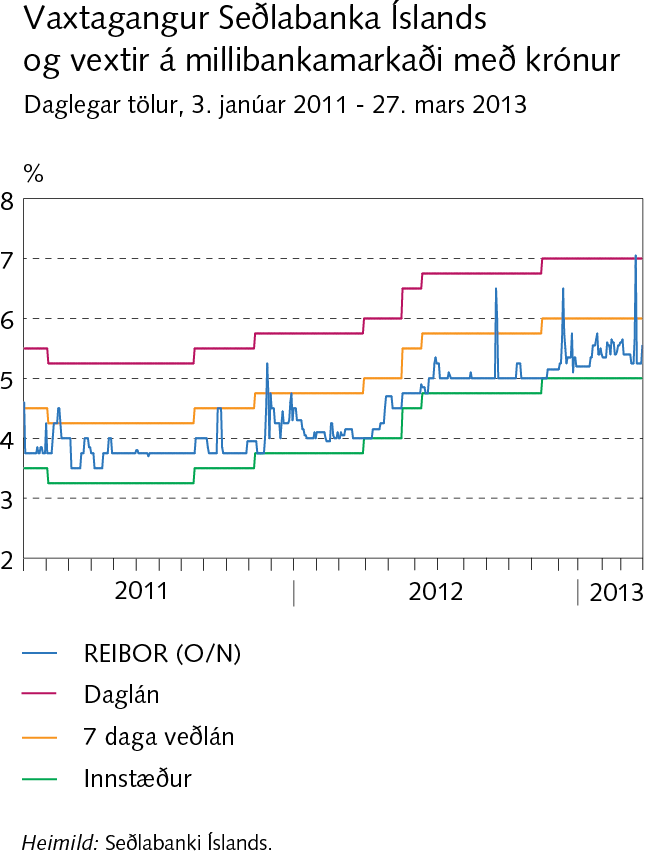 Vaxtagangur Seðlabanka Íslands
og vextir á millibankamarkaði með krónur
Daglegar tölur, 3. janúar 2011 - 27. mars 2013
%
8
7
6
5
4
3
2
2011
2012
2013
REIBOR (O/N)
Daglán
7 daga veðlán
Innstæður
Heimild: Seðlabanki Íslands.